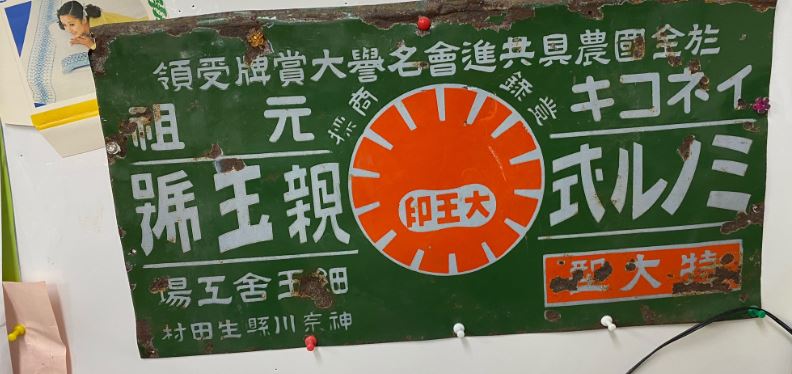 於全國農具共進會名譽大賞牌受領
登録
商標
イネコキ
ミノル式
特大型
大王印
元祖
親玉號
細王舍工場
神奈川縣生田村